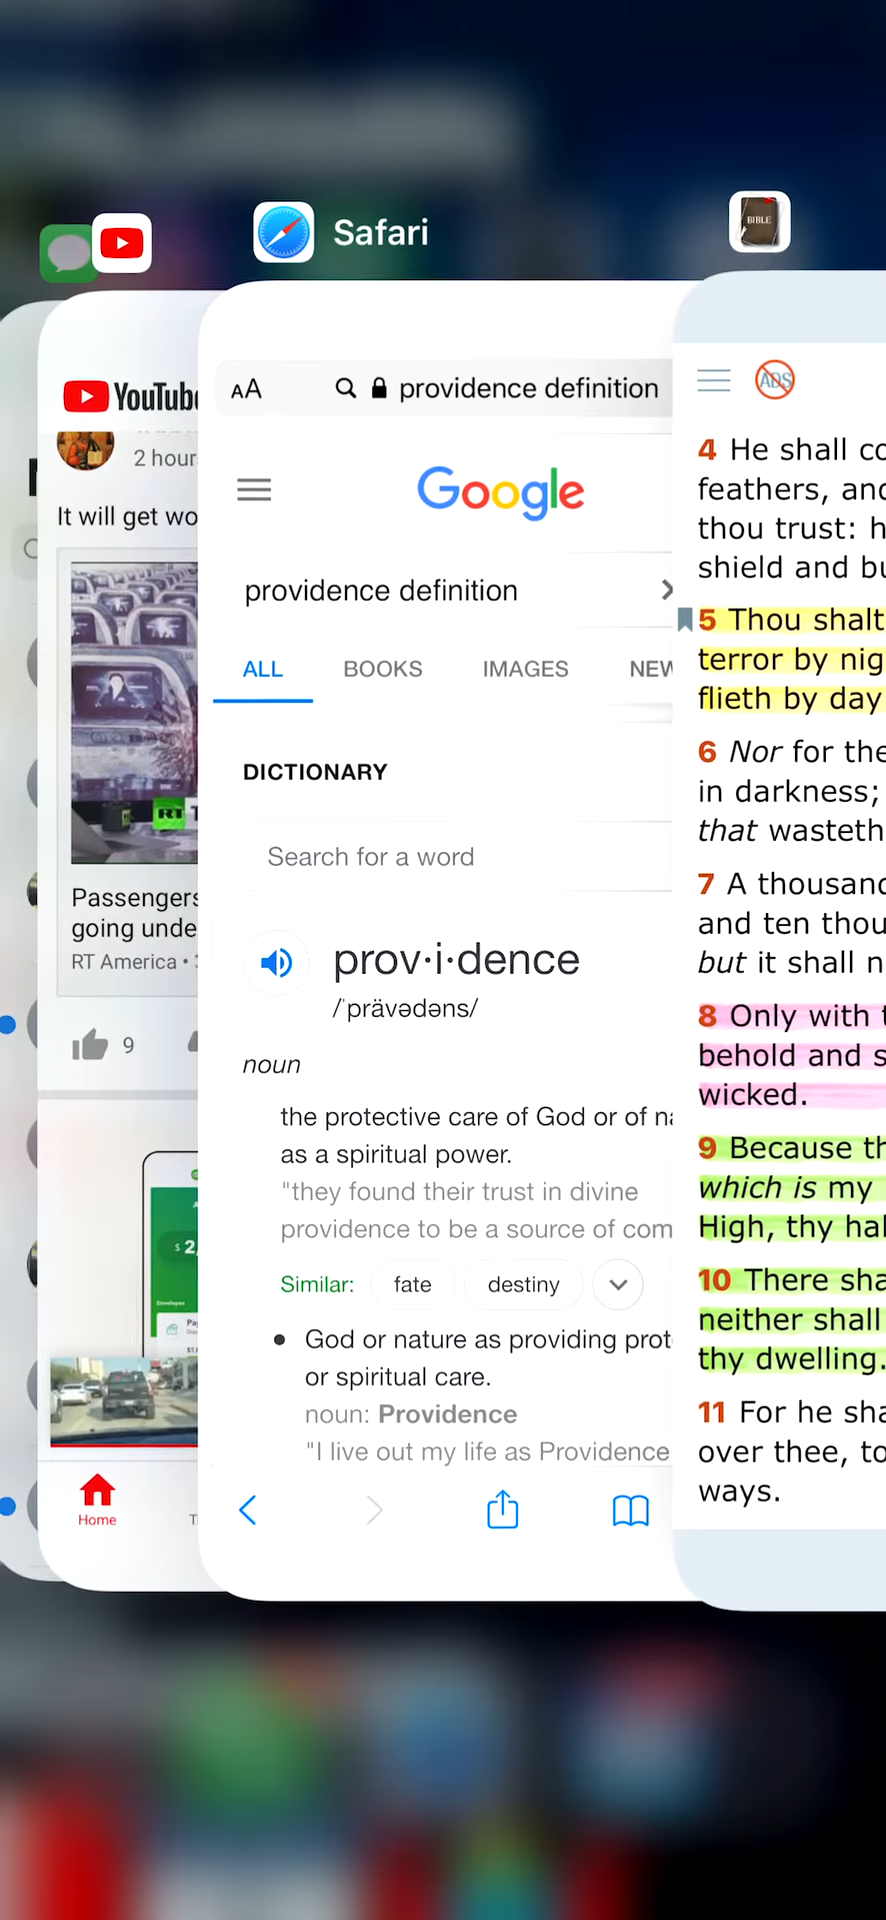 Safari
BIBLE
YouTube
2 hour
It will get wo
RT
Passengers
going unde
RT America •
9
$ 2,
Home
AA
providence definition
Google
providence definition
ALL BOOKS IMAGES NEW
DICTIONARY
Search for a word
prov·i·dence
/ˈprävədəns/
noun
the protective care of God or of na
as a spiritual power.
"they found their trust in divine
providence to be a source of com
Similar: fate destiny
• God or nature as providing prot
or spiritual care.
noun: Providence
"I live out my life as Providence
ADS
4 He shall co
feathers, and
thou trust: h
shield and bu
5 Thou shalt
terror by nig
flieth by day
6 Nor for the
in darkness;
that wasteth
7 A thousand
and ten thou
but it shall n
8 Only with t
behold and s
wicked.
9 Because th
which is my
High, thy hal
10 There sha
neither shall
thy dwelling.
11 For he sha
over thee, to
ways.